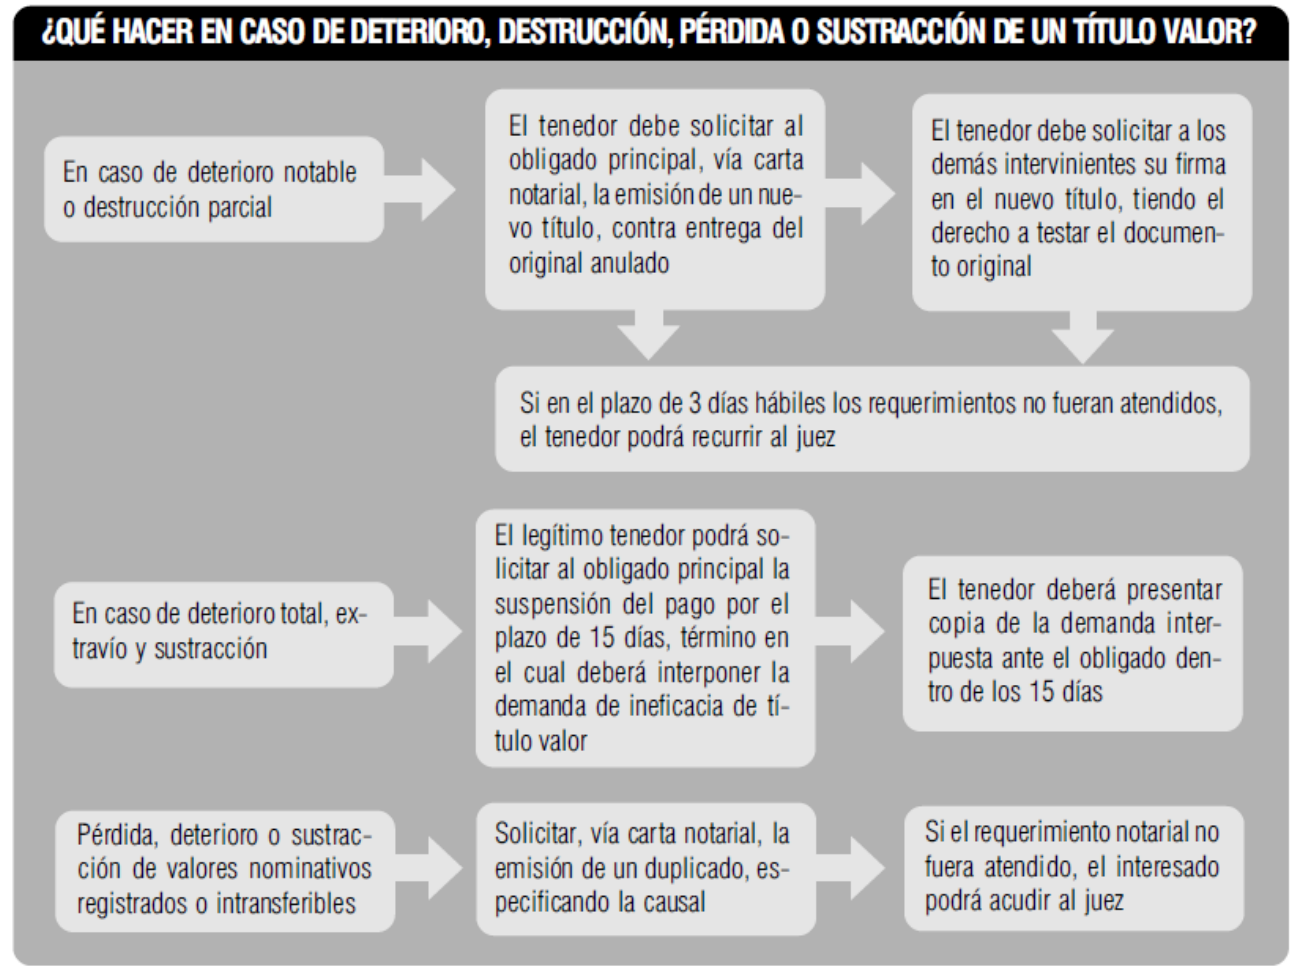 ¿QUÉ HACER EN CASO DE DETERIORO, DESTRUCCIÓN, PÉRDIDA O SUSTRACCIÓN DE UN TÍTULO VALOR?
En caso de deterioro notable
o destrucción parcial
El tenedor debe solicitar al
obligado principal, vía carta
notarial, la emisión de un nue-
vo título, contra entrega del
original anulado
El tenedor debe solicitar a los
demás intervinientes su firma
en el nuevo título, tiendo el
derecho a testar el documen-
to original
Si en el plazo de 3 días hábiles los requerimientos no fueran atendidos,
el tenedor podrá recurrir al juez
En caso de deterioro total, ex-
travío y sustracción
El legítimo tenedor podrá so-
licitar al obligado principal la
suspensión del pago por el
plazo de 15 días, término en
el cual deberá interponer la
demanda de ineficacia de tí-
tulo valor
El tenedor deberá presentar
copia de la demanda inter-
puesta ante el obligado den-
tro de los 15 días
Pérdida, deterioro o sustrac-
ción de valores nominativos
registrados o intransferibles
Solicitar, vía carta notarial, la
emisión de un duplicado, es-
pecificando la causal
Si el requerimiento notarial no
fuera atendido, el interesado
podrá acudir al juez